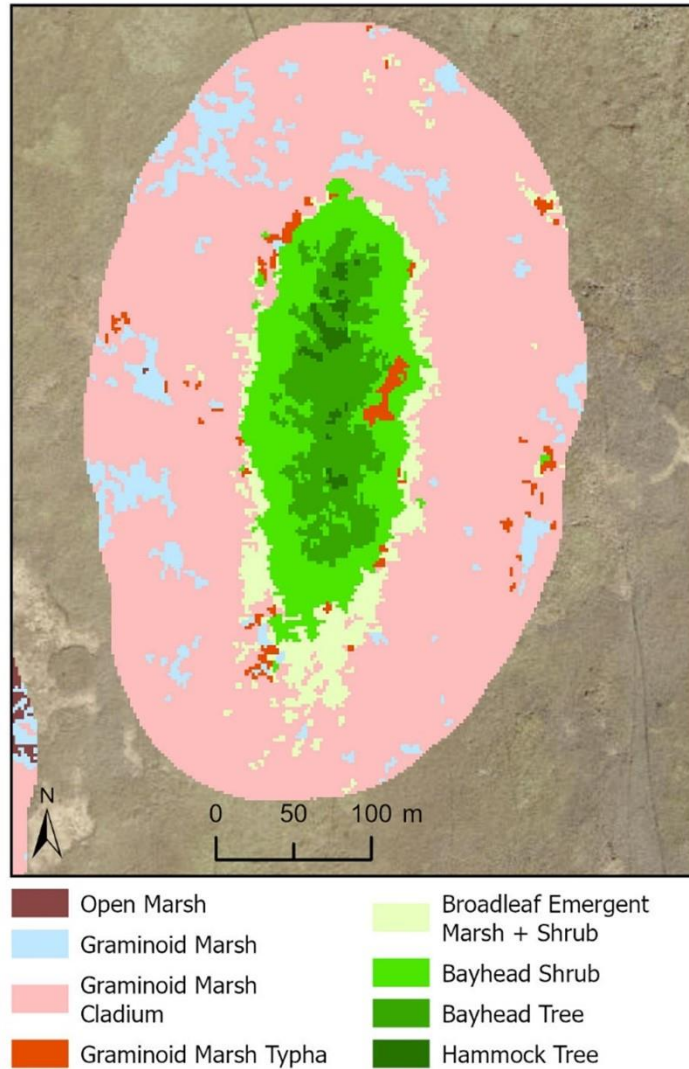 N
0 50 100 m
Open Marsh
Graminoid Marsh
Graminoid Marsh
Cladium
Graminoid Marsh Typha
Broadleaf Emergent
Marsh + Shrub
Bayhead Shrub
Bayhead Tree
Hammock Tree